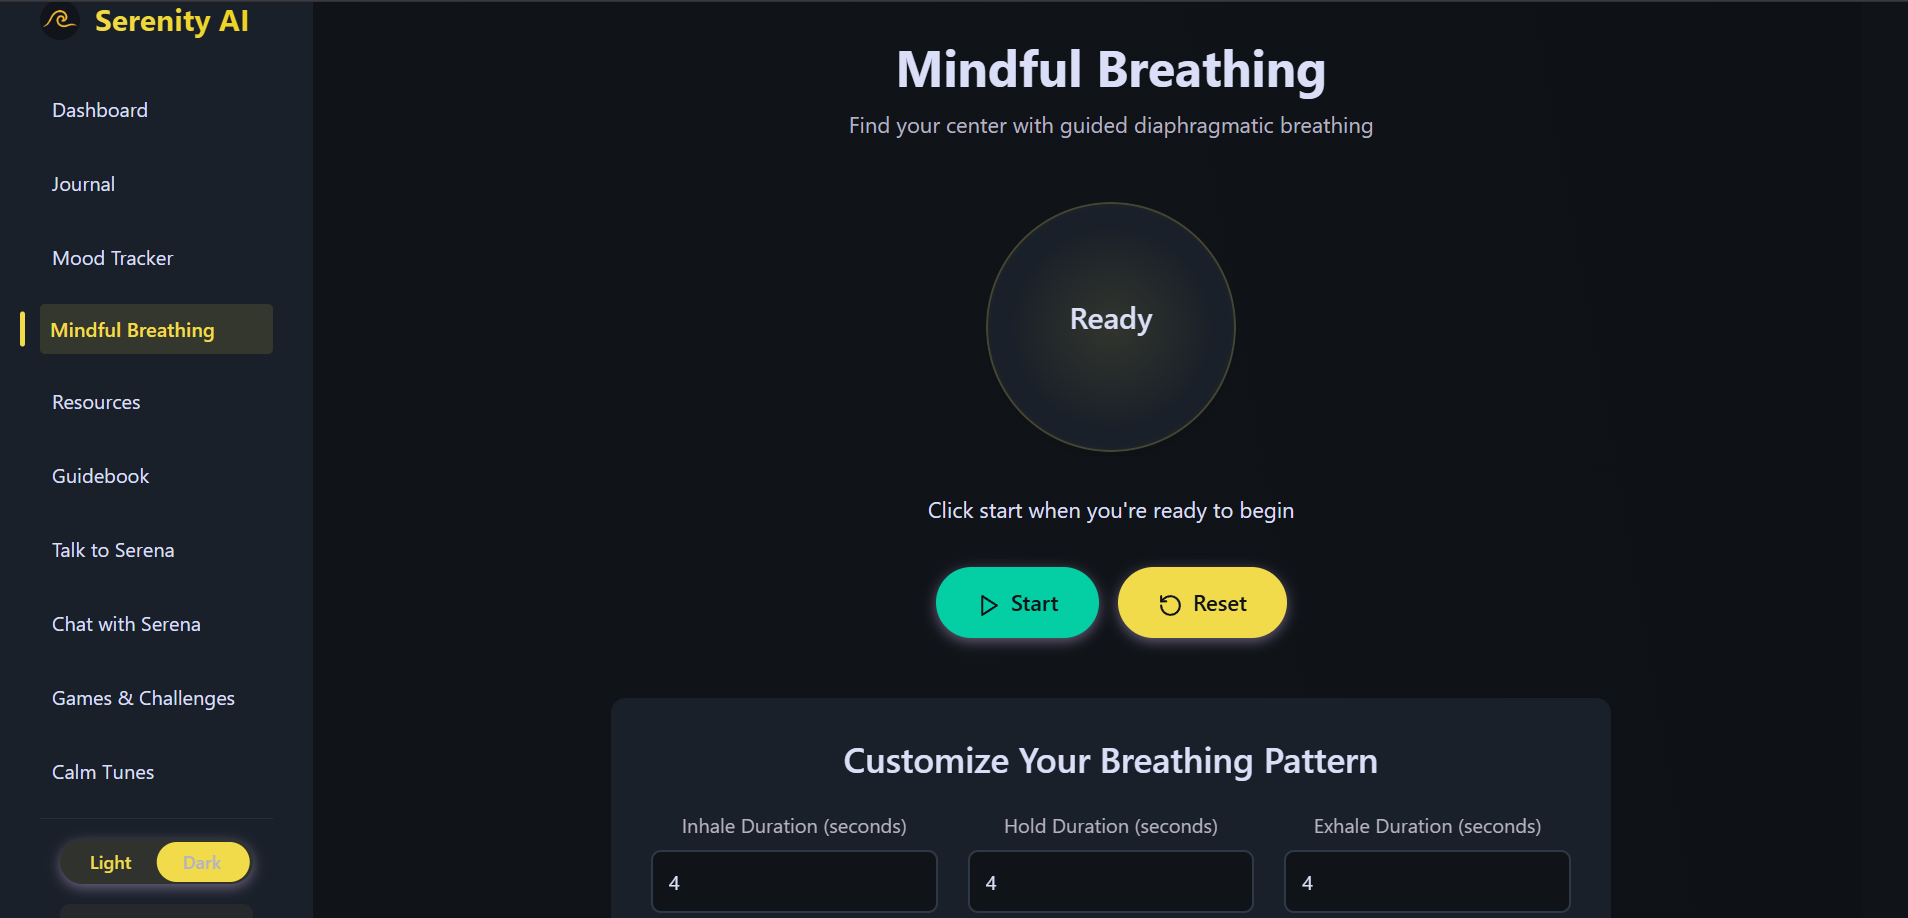 Serenity AI
Dashboard
Journal
Mood Tracker
Mindful Breathing
Resources
Guidebook
Talk to Serena
Chat with Serena
Games & Challenges
Calm Tunes
Light Dark
Mindful Breathing
Find your center with guided diaphragmatic breathing
Ready
Click start when you're ready to begin
Start Reset
Customize Your Breathing Pattern
Inhale Duration (seconds) Hold Duration (seconds) Exhale Duration (seconds)
4 4 4